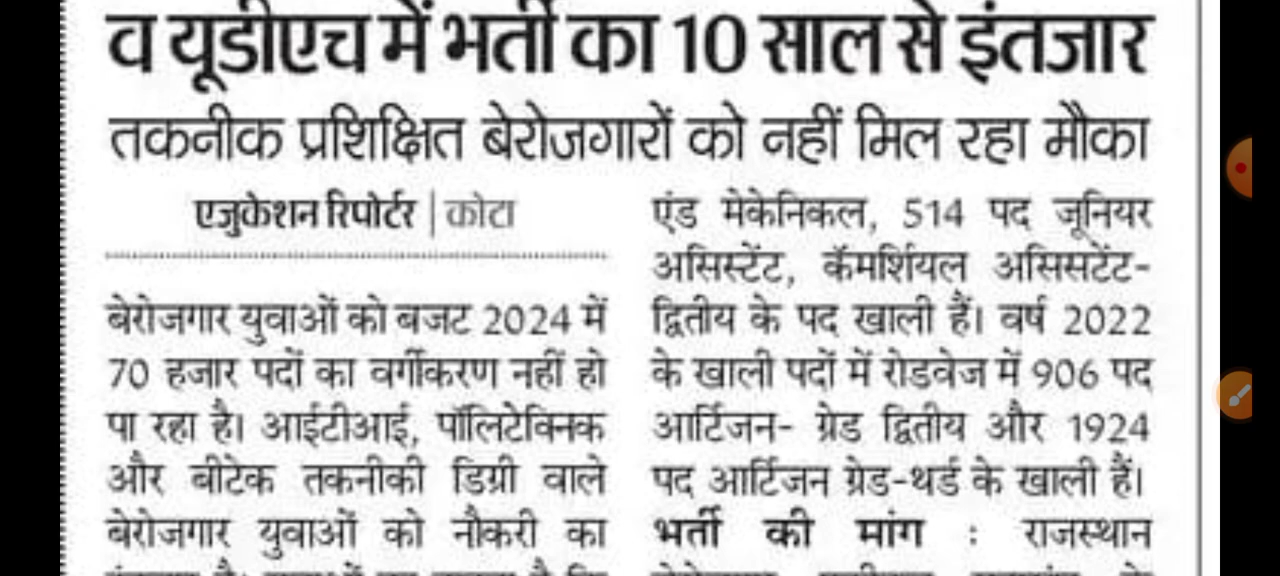 व यूडीएच में भर्ती का 10 साल से इंतजार
तकनीक प्रशिक्षित बेरोजगारों को नहीं मिल रहा मौका
एजुकेशन रिपोर्टर | कोटा
बेरोजगार युवाओं को बजट 2024 में
70 हजार पदों का वर्गीकरण नहीं हो
पा रहा है। आईटीआई, पॉलिटेक्निक
और बीटेक तकनीकी डिग्री वाले
बेरोजगार युवाओं को नौकरी का
एंड मेकेनिकल, 514 पद जूनियर
असिस्टेंट, कॅमर्शियल असिसटेंट-
द्वितीय के पद खाली हैं। वर्ष 2022
के खाली पदों में रोडवेज में 906 पद
आर्टिजन- ग्रेड द्वितीय और 1924
पद आर्टिजन ग्रेड-थर्ड के खाली हैं।
भर्ती की मांग : राजस्थान